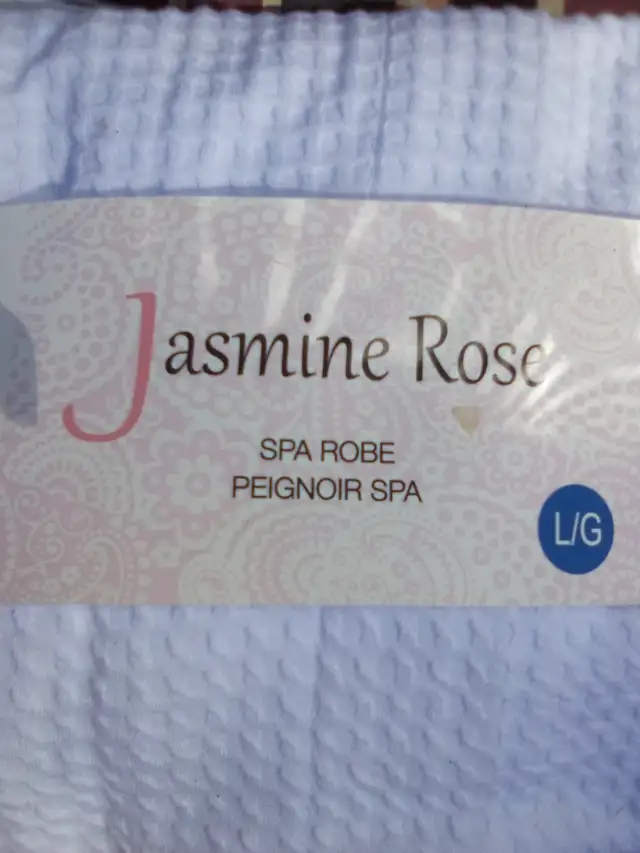 Jasmine Rose
SPA ROBE
PEIGNOIR SPA
L/G